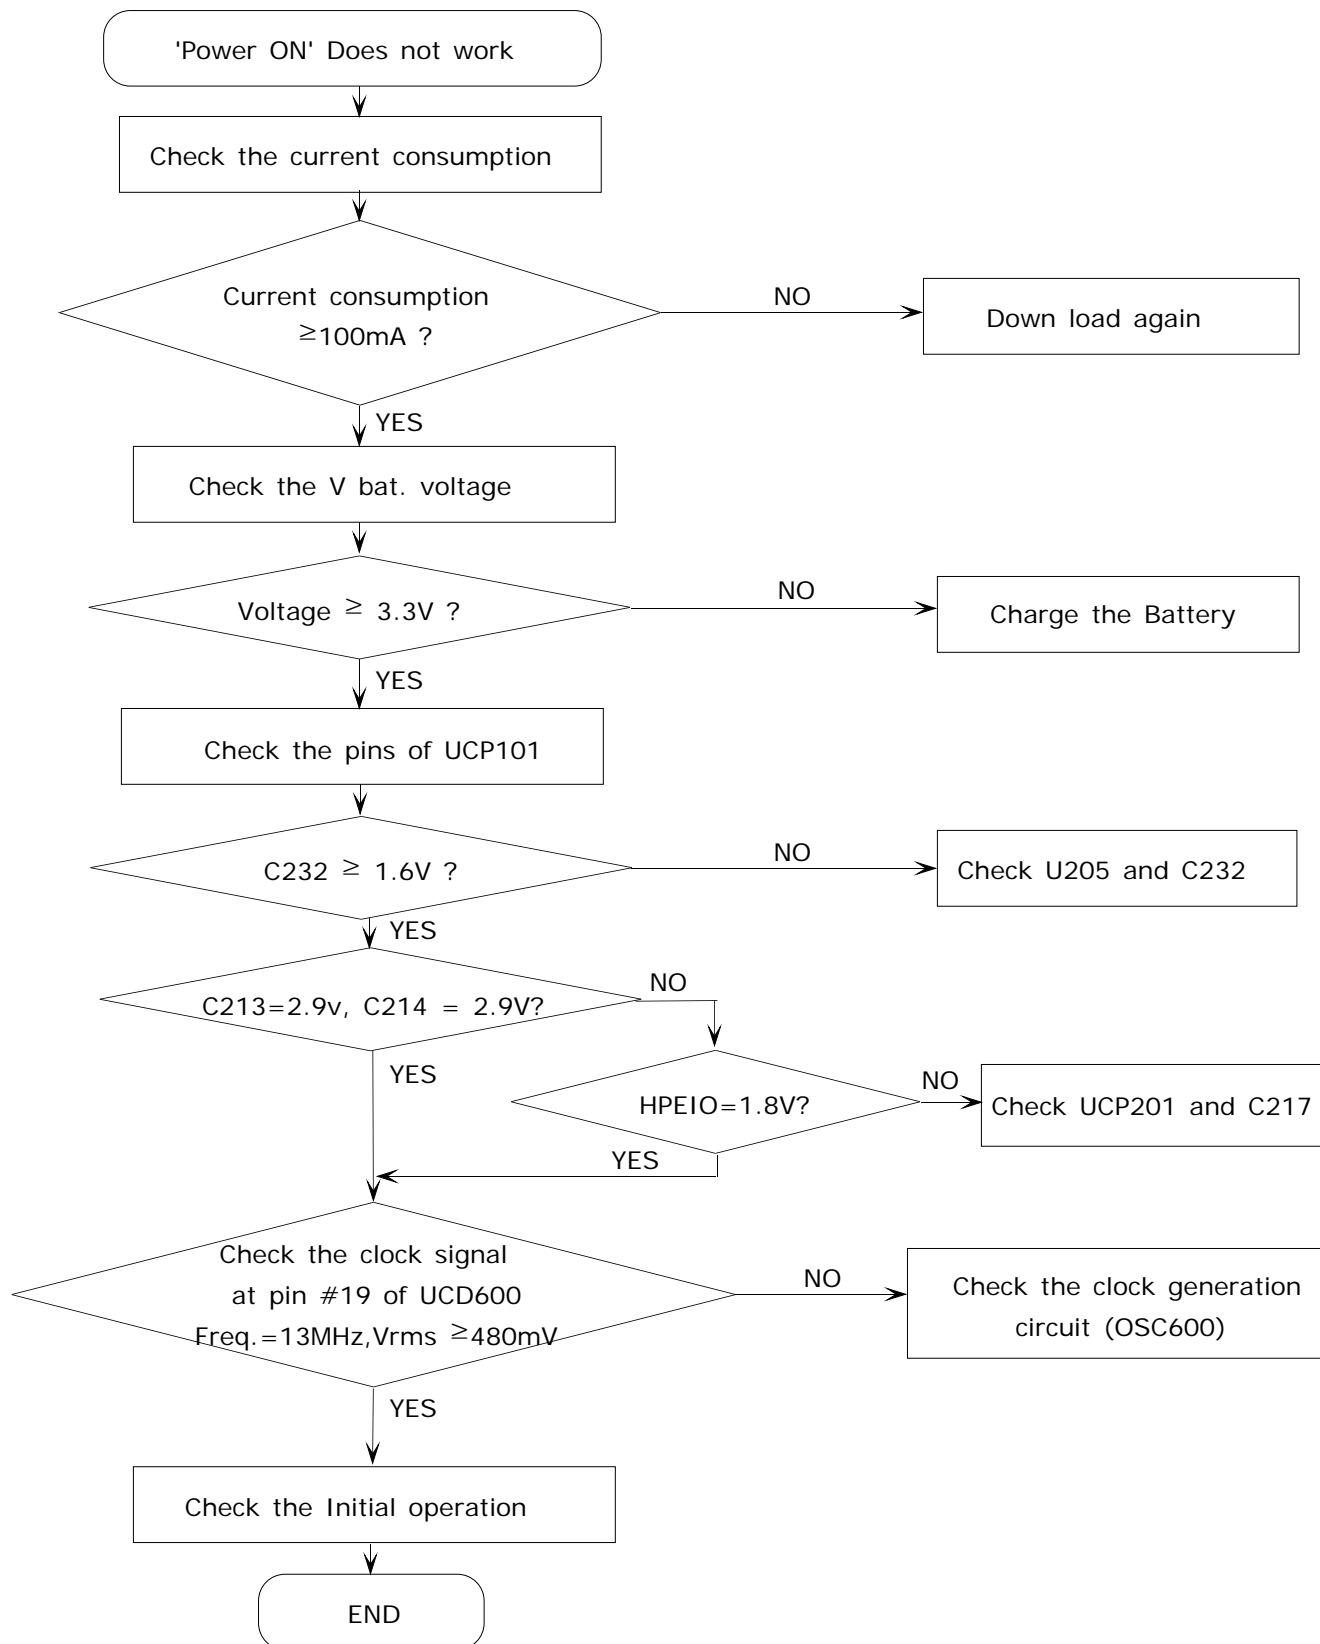 'Power ON' Does not work
Check the current consumption
Current consumption
≥100mA ?
NO
Down load again
YES
Check the V bat. voltage
Voltage ≥ 3.3V ?
NO
Charge the Battery
YES
Check the pins of UCP101
C232 ≥ 1.6V ?
NO
Check U205 and C232
YES
C213=2.9v, C214 = 2.9V?
NO
YES
HPEIO=1.8V?
NO
Check UCP201 and C217
YES
Check the clock signal
at pin #19 of UCD600
Freq.=13MHz,Vrms ≥480mV
NO
Check the clock generation
circuit (OSC600)
YES
Check the Initial operation
END